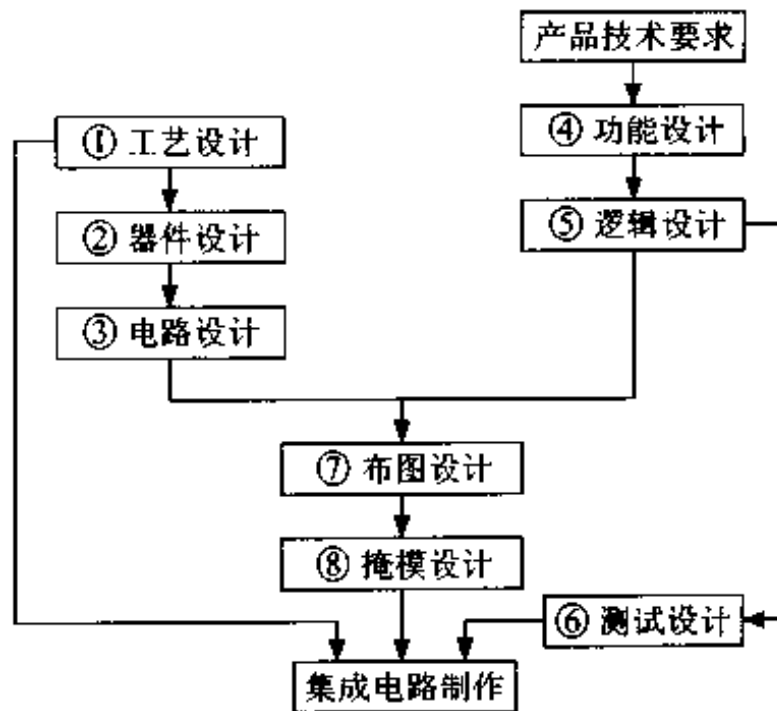 产品技术要求
① 工艺设计
④ 功能设计
② 器件设计
⑤ 逻辑设计
③ 电路设计
⑦ 布图设计
⑧ 掩模设计
⑥ 测试设计
集成电路制作